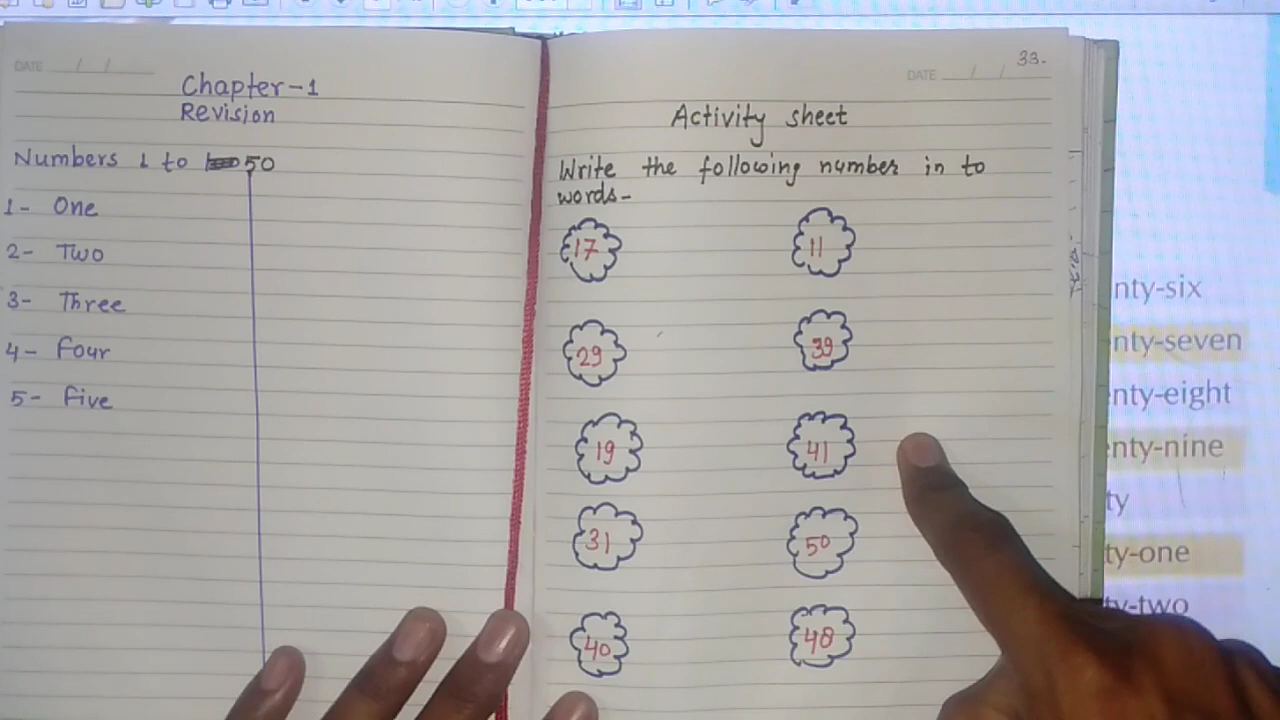 DATE / /
Chapter-1
Revision
Numbers 1 to 50
1- One
2- Two
3- Three
4- Four
5- Five
33.
DATE / /
Activity sheet
Write the following number in to
words-
17 11
29 39
19 41
31 50
40 48
nty-six
nty-seven
nty-eight
nty-nine
ty
ty-one
ty-two